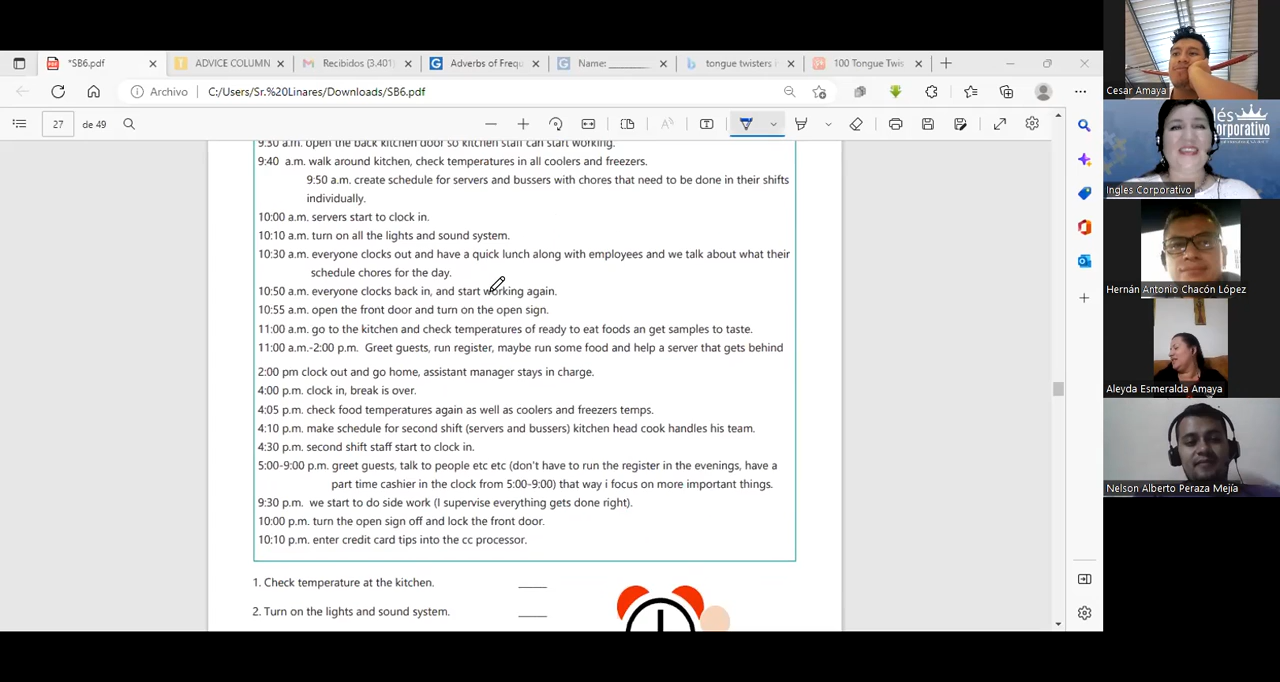 *SB6.pdf
ADVICE COLUMN
Recibidos (3.401)
Adverbs of Frequ
Name: ________
tongue twisters i
100 Tongue Twis
Archivo
C:/Users/Sr.%20Linares/Downloads/SB6.pdf
27
de 49
9:30 a.m. open the back kitchen door so kitchen staff can start working.
9:40 a.m. walk around kitchen, check temperatures in all coolers and freezers.
9:50 a.m. create schedule for servers and bussers with chores that need to be done in their shifts
individually.
10:00 a.m. servers start to clock in.
10:10 a.m. turn on all the lights and sound system.
10:30 a.m. everyone clocks out and have a quick lunch along with employees and we talk about what their
schedule chores for the day.
10:50 a.m. everyone clocks back in, and start working again.
10:55 a.m. open the front door and turn on the open sign.
11:00 a.m. go to the kitchen and check temperatures of ready to eat foods an get samples to taste.
11:00 a.m.-2:00 p.m. Greet guests, run register, maybe run some food and help a server that gets behind
2:00 pm clock out and go home, assistant manager stays in charge.
4:00 p.m. clock in, break is over.
4:05 p.m. check food temperatures again as well as coolers and freezers temps.
4:10 p.m. make schedule for second shift (servers and bussers) kitchen head cook handles his team.
4:30 p.m. second shift staff start to clock in.
5:00-9:00 p.m. greet guests, talk to people etc etc (don't have to run the register in the evenings, have a
part time cashier in the clock from 5:00-9:00) that way i focus on more important things.
9:30 p.m. we start to do side work (I supervise everything gets done right).
10:00 p.m. turn the open sign off and lock the front door.
10:10 p.m. enter credit card tips into the cc processor.
1. Check temperature at the kitchen. _____
2. Turn on the lights and sound system. _____
Cesar Amaya
lés
orporativo
Ingles Corporativo
Hernán Antonio Chacón López
Aleyda Esmeralda Amaya
Nelson Alberto Peraza Mejía